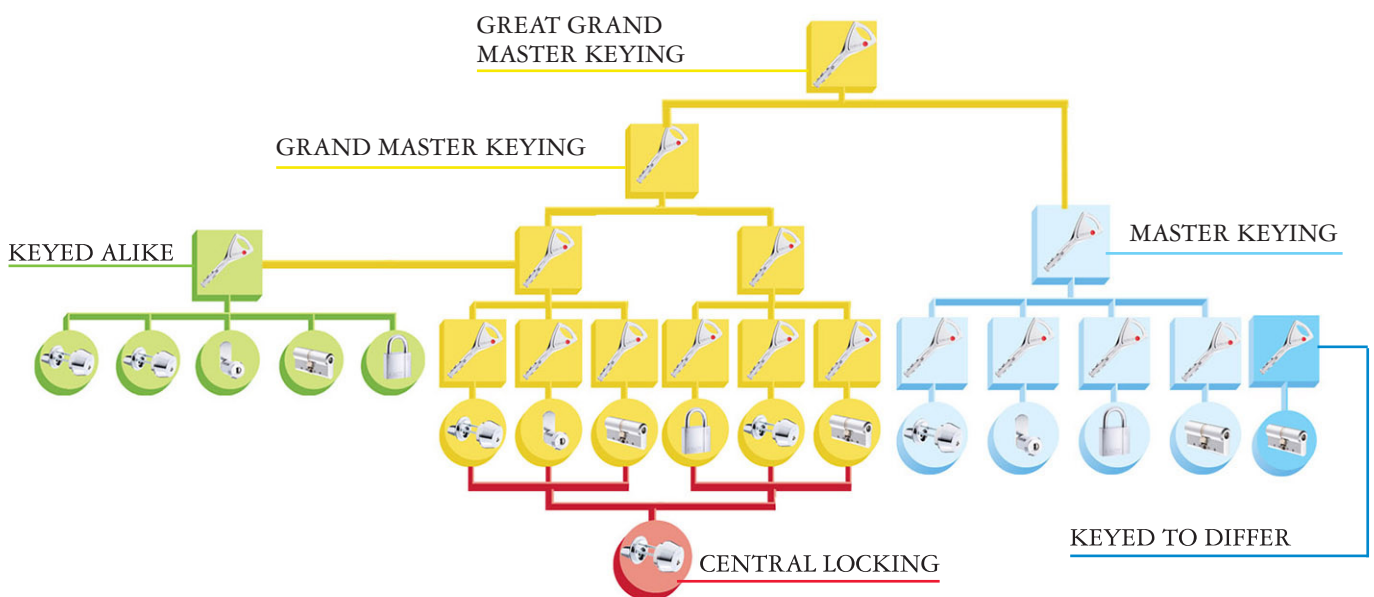 GREAT GRAND
MASTER KEYING
GRAND MASTER KEYING
KEYED ALIKE
MASTER KEYING
KEYED TO DIFFER
CENTRAL LOCKING